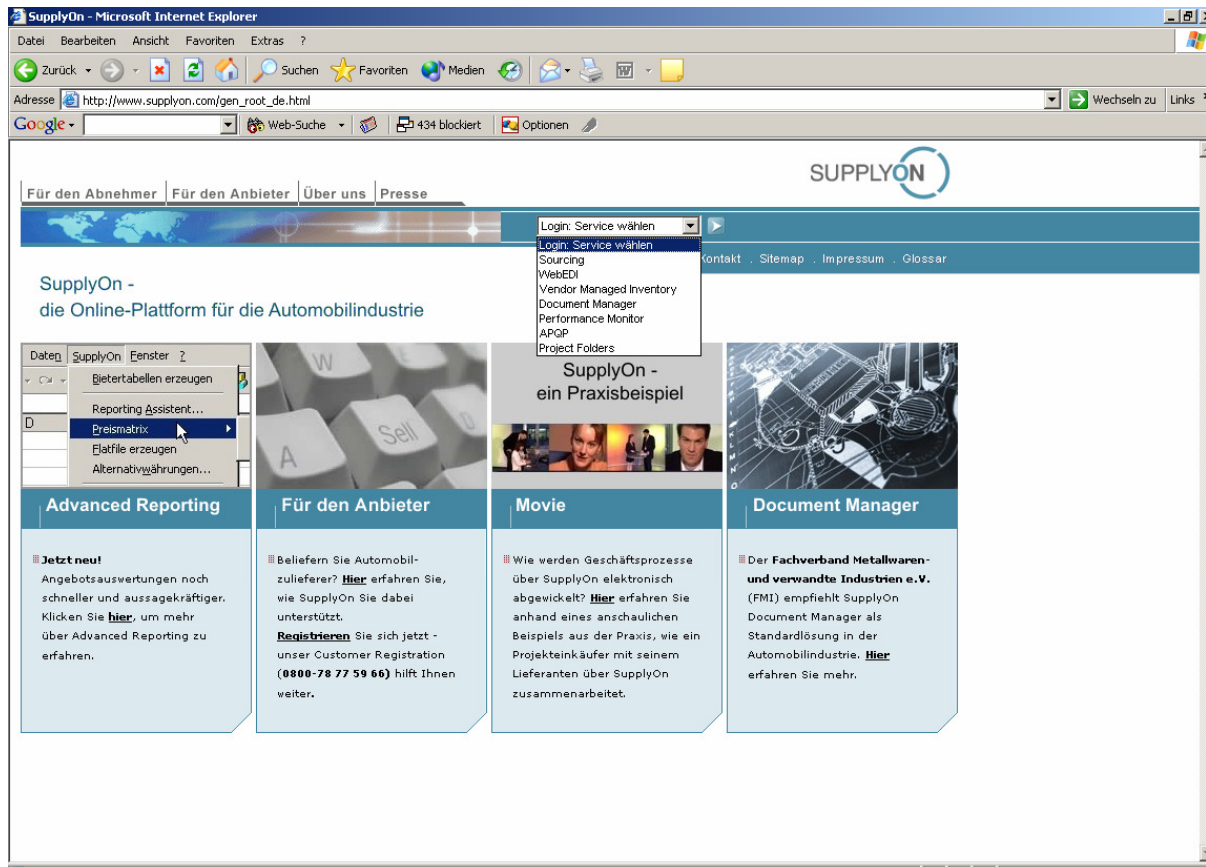 SupplyOn - Microsoft Internet Explorer
Datei Bearbeiten Ansicht Favoriten Extras ?
Zurück Suchen Favoriten Medien
Adresse http://www.supplyon.com/gen_root_de.html Wechseln zu Links
Google Web-Suche 434 blockiert Optionen
SUPPLYON
Für den Abnehmer Für den Anbieter Über uns Presse
Login: Service wählen
Login: Service wählen
Sourcing
WebEDI
Vendor Managed Inventory
Document Manager
Performance Monitor
APQP
Project Folders
Kontakt . Sitemap . Impressum . Glossar
SupplyOn -
die Online-Plattform für die Automobilindustrie
Daten SupplyOn Fenster ?
Bietertabellen erzeugen
Reporting Assistent...
D
Preismatrix
Flatfile erzeugen
Alternativwährungen...
Advanced Reporting
Jetzt neu!
Angebotsauswertungen noch
schneller und aussagekräftiger.
Klicken Sie hier, um mehr
über Advanced Reporting zu
erfahren.
W
A
Sell
Für den Anbieter
Beliefern Sie Automobil-
zulieferer? Hier erfahren Sie,
wie SupplyOn Sie dabei
unterstützt.
Registrieren Sie sich jetzt -
unser Customer Registration
(0800-78 77 59 66) hilft Ihnen
weiter.
SupplyOn -
ein Praxisbeispiel
Movie
Wie werden Geschäftsprozesse
über SupplyOn elektronisch
abgewickelt? Hier erfahren Sie
anhand eines anschaulichen
Beispiels aus der Praxis, wie ein
Projekteinkäufer mit seinem
Lieferanten über SupplyOn
zusammenarbeitet.
Document Manager
Der Fachverband Metallwaren-
und verwandte Industrien e.V.
(FMI) empfiehlt SupplyOn
Document Manager als
Standardlösung in der
Automobilindustrie. Hier
erfahren Sie mehr.